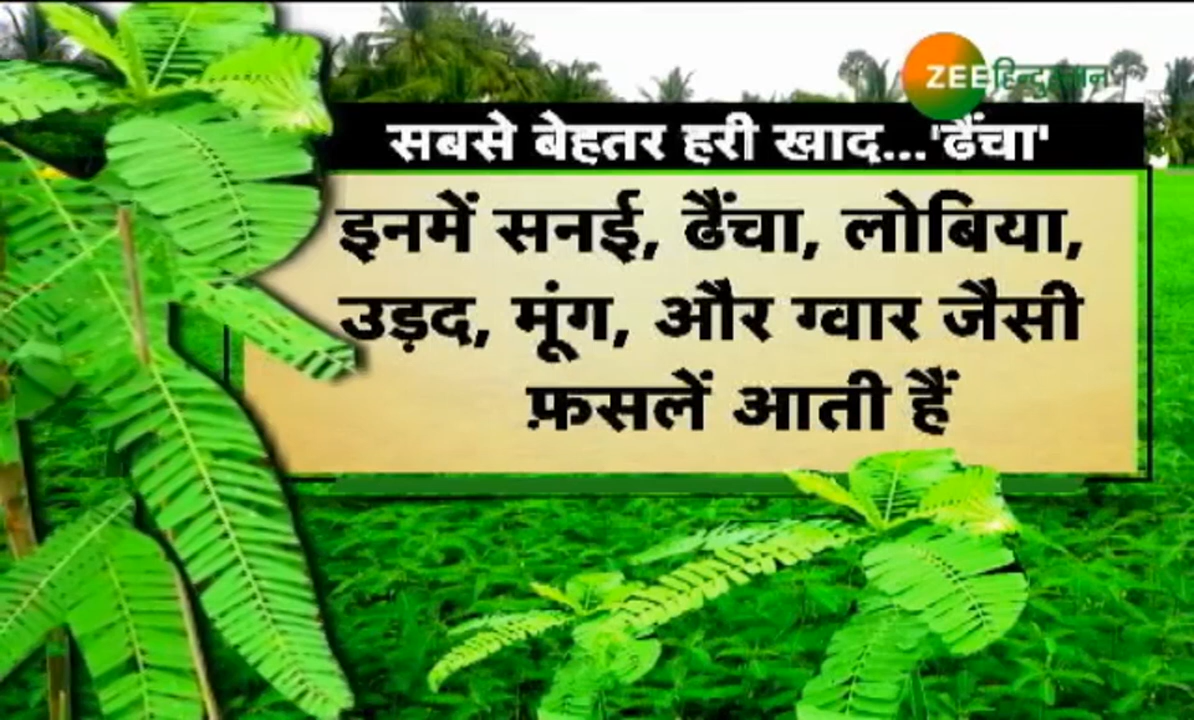 ZEE हिन्दुस्तान
सबसे बेहतर हरी खाद...'ढैंचा'
इनमें सनई, ढैंचा, लोबिया,
उड़द, मूंग, और ग्वार जैसी
फ़सलें आती हैं